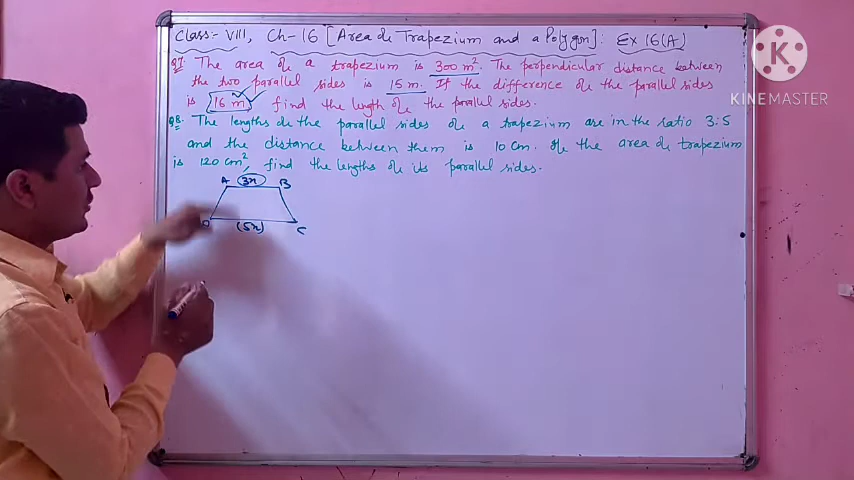 Class:- VIII, Ch-16 [Area of Trapezium and a Polygon]: Ex 16(A)
Q7. The area of a trapezium is 300 m². The perpendicular distance between
the two parallel sides is 15 m. If the difference of the parallel sides
is 16 m, find the length of the parallel sides.
Q8. The lengths of the parallel sides of a trapezium are in the ratio 3:5
and the distance between them is 10 cm. If the area of trapezium
is 120 cm², find the lengths of its parallel sides.
A 3x B
(5x) C
K
KINEMASTER